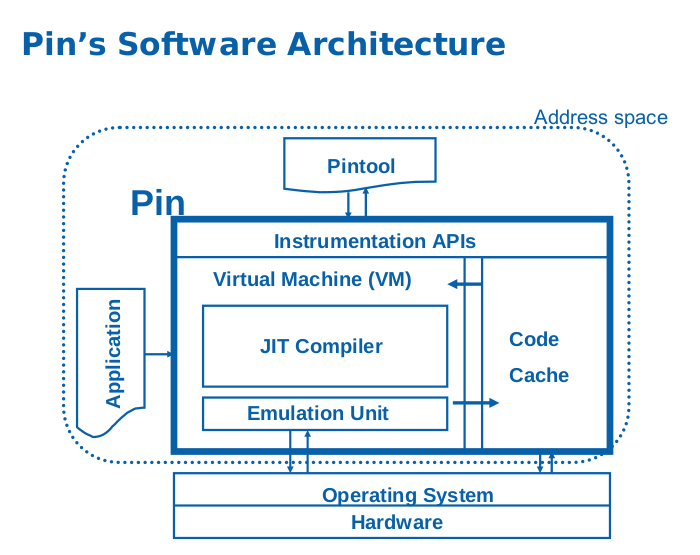 Pin’s Software Architecture
Address space
Pintool
Pin
Instrumentation APIs
Virtual Machine (VM)
Application
JIT Compiler
Code
Cache
Emulation Unit
Operating System
Hardware